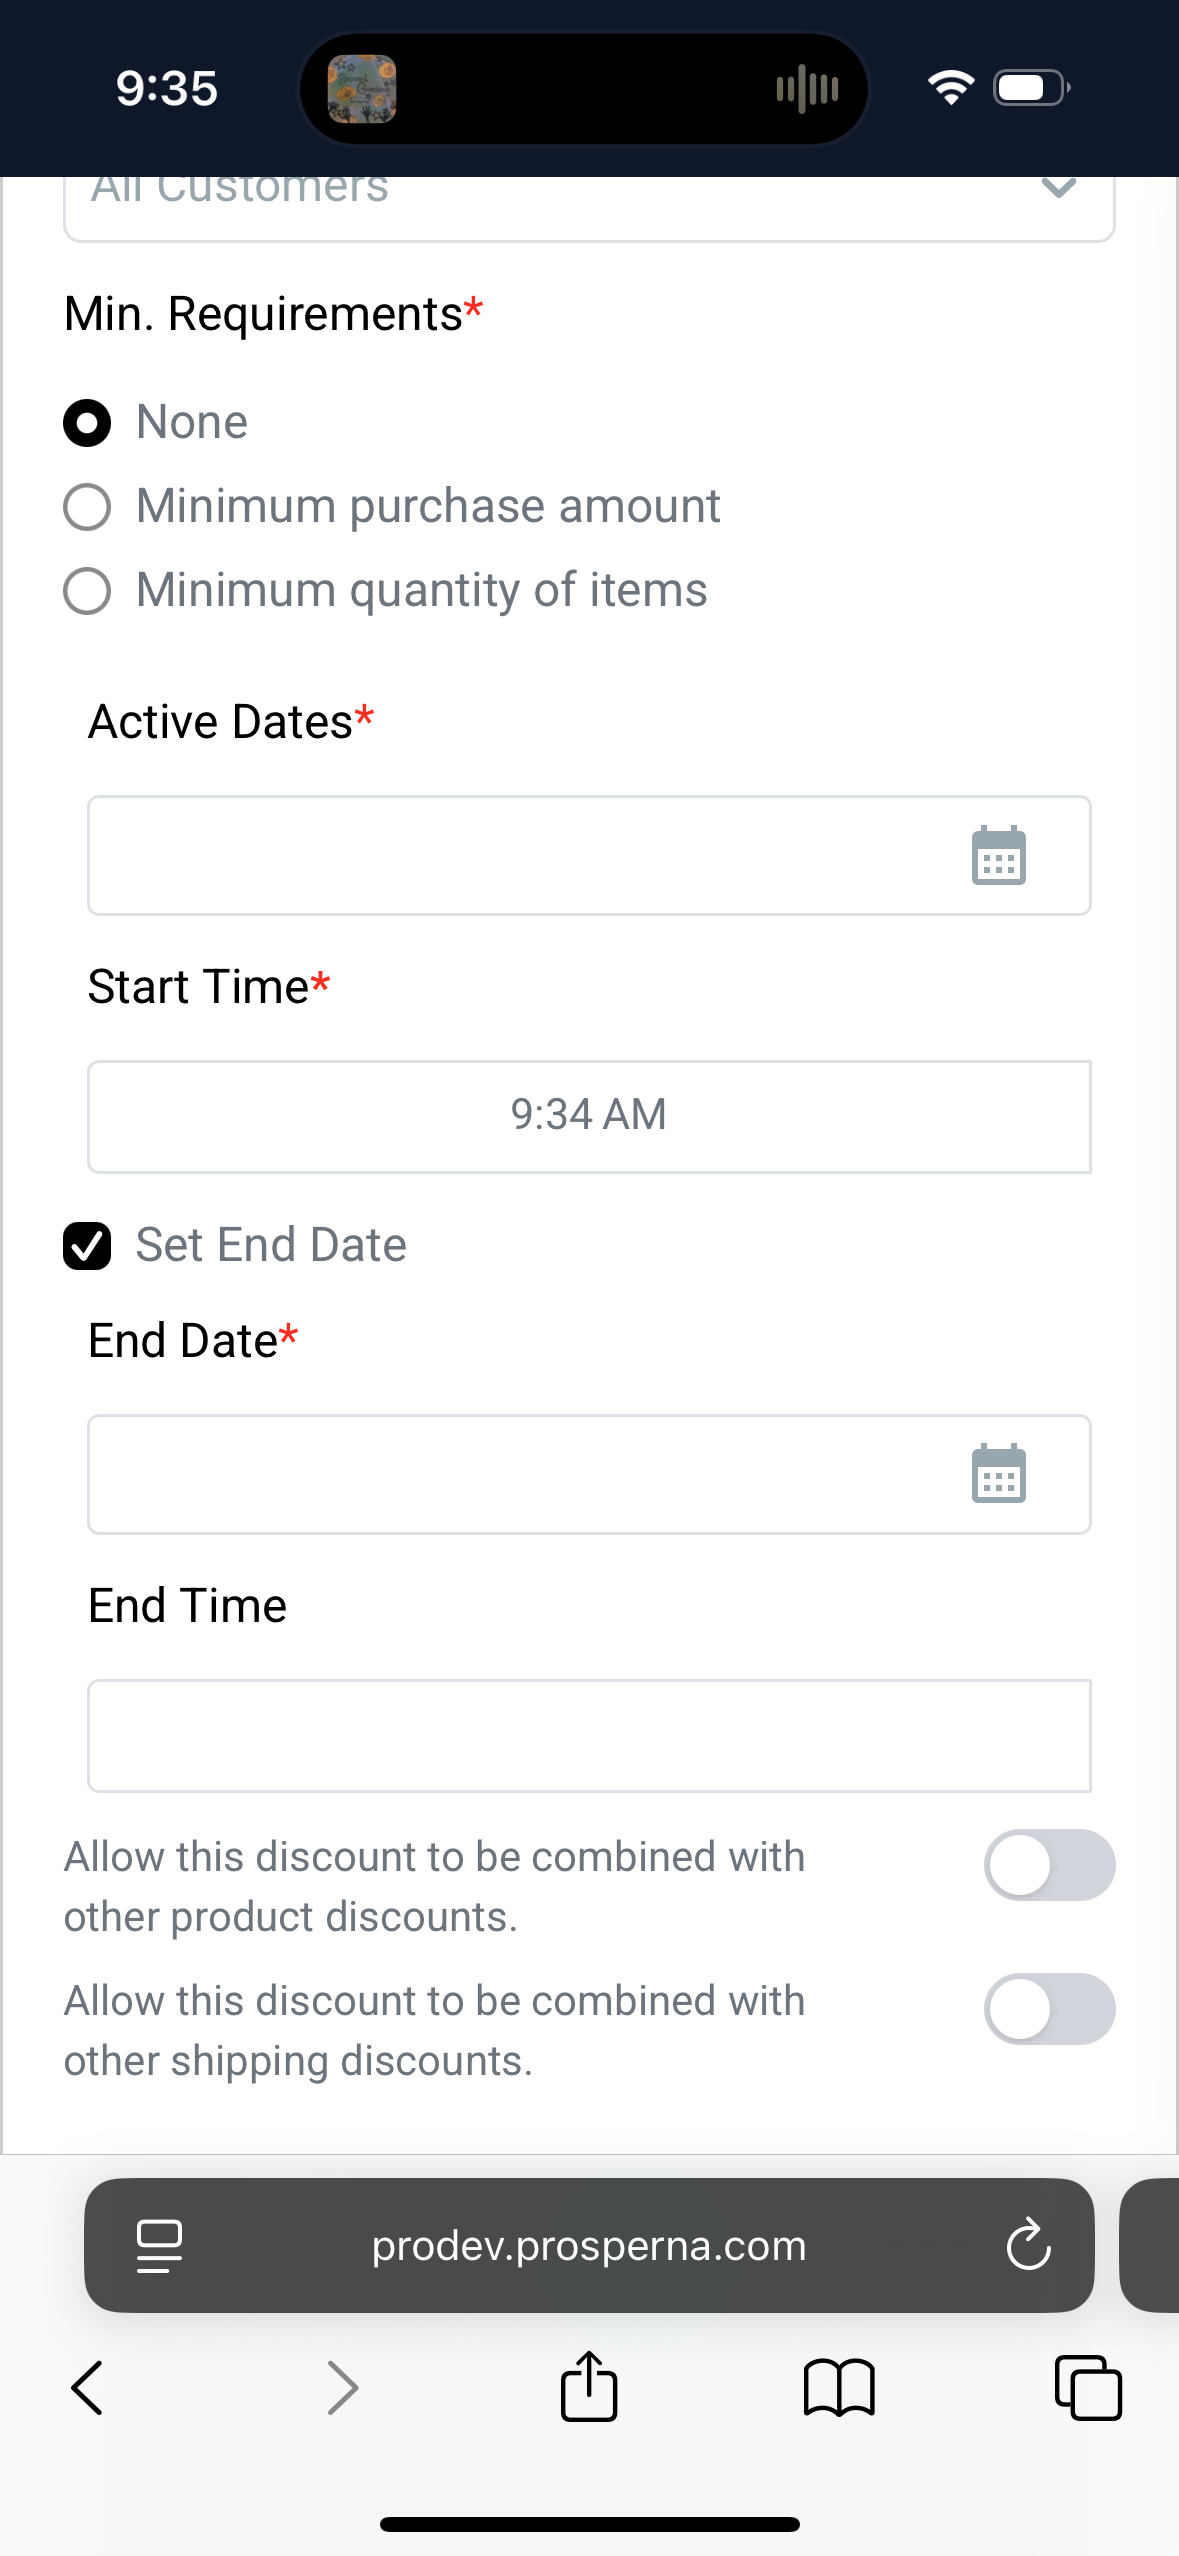 9:35
All Customers
Min. Requirements*
None
Minimum purchase amount
Minimum quantity of items
Active Dates*
Start Time*
9:34 AM
Set End Date
End Date*
End Time
Allow this discount to be combined with
other product discounts.
Allow this discount to be combined with
other shipping discounts.
prodev.prosperna.com